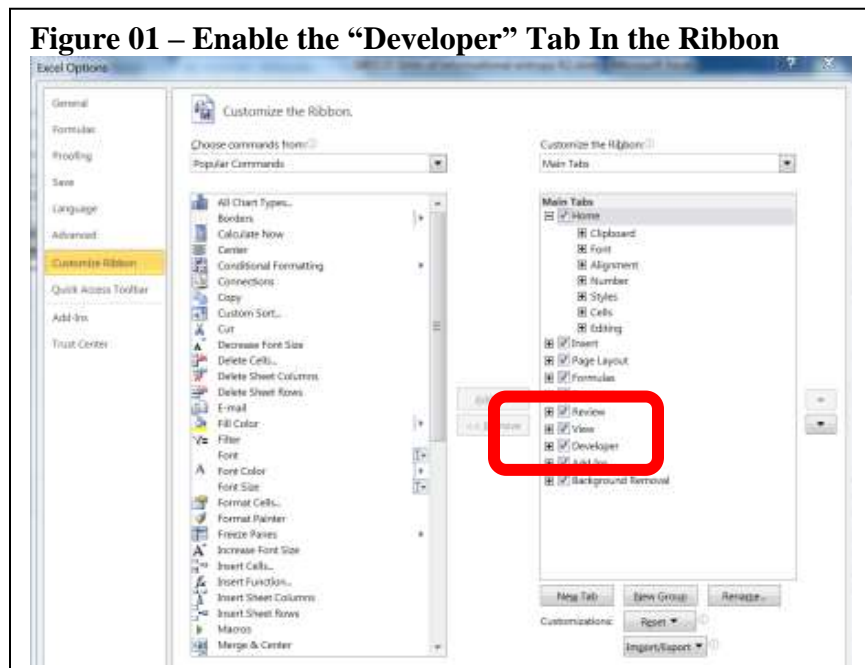 Figure 01 – Enable the “Developer” Tab In the Ribbon
Excel Options
? X
General
Formulas
Proofing
Save
Language
Advanced
Customize Ribbon
Quick Access Toolbar
Add-Ins
Trust Center
Customize the Ribbon.
Choose commands from:
Popular Commands
All Chart Types...
Borders
Calculate Now
Center
Conditional Formatting
Connections
Copy
Custom Sort...
Cut
Decrease Font Size
Delete Cells...
Delete Sheet Columns
Delete Sheet Rows
E-mail
Fill Color
Filter
Font
Font Color
Font Size
Format Cells...
Format Painter
Freeze Panes
Increase Font Size
Insert Cells...
Insert Function...
Insert Sheet Columns
Insert Sheet Rows
Macros
Merge & Center
Customize the Ribbon:
Main Tabs
Main Tabs
Home
Clipboard
Font
Alignment
Number
Styles
Cells
Editing
Insert
Page Layout
Formulas
Review
View
Developer
Add-Ins
Background Removal
New Tab
New Group
Rename...
Customizations:
Reset
Import/Export